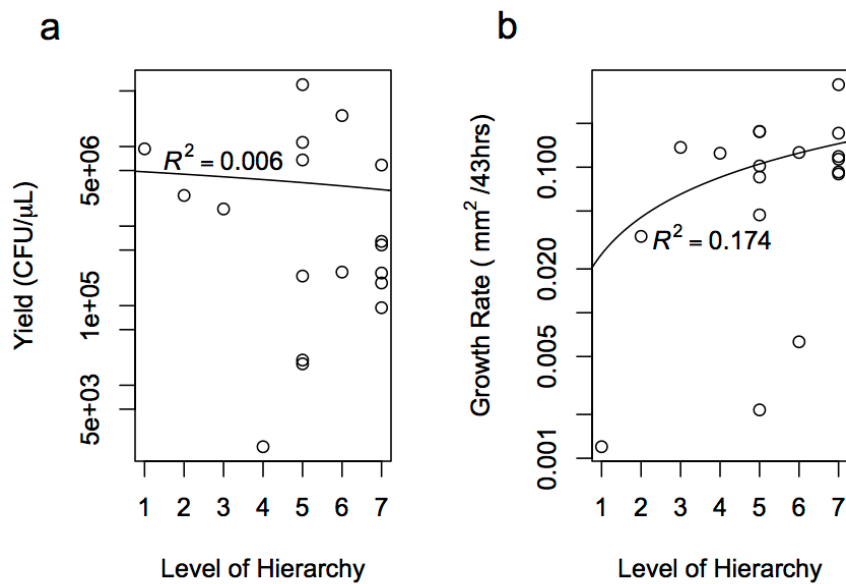 a
Yield (CFU/μL)
5e+06
1e+05
5e+03
R² = 0.006
1 2 3 4 5 6 7
Level of Hierarchy
b
Growth Rate ( mm² /43hrs)
0.100
0.020
0.005
0.001
R² = 0.174
1 2 3 4 5 6 7
Level of Hierarchy